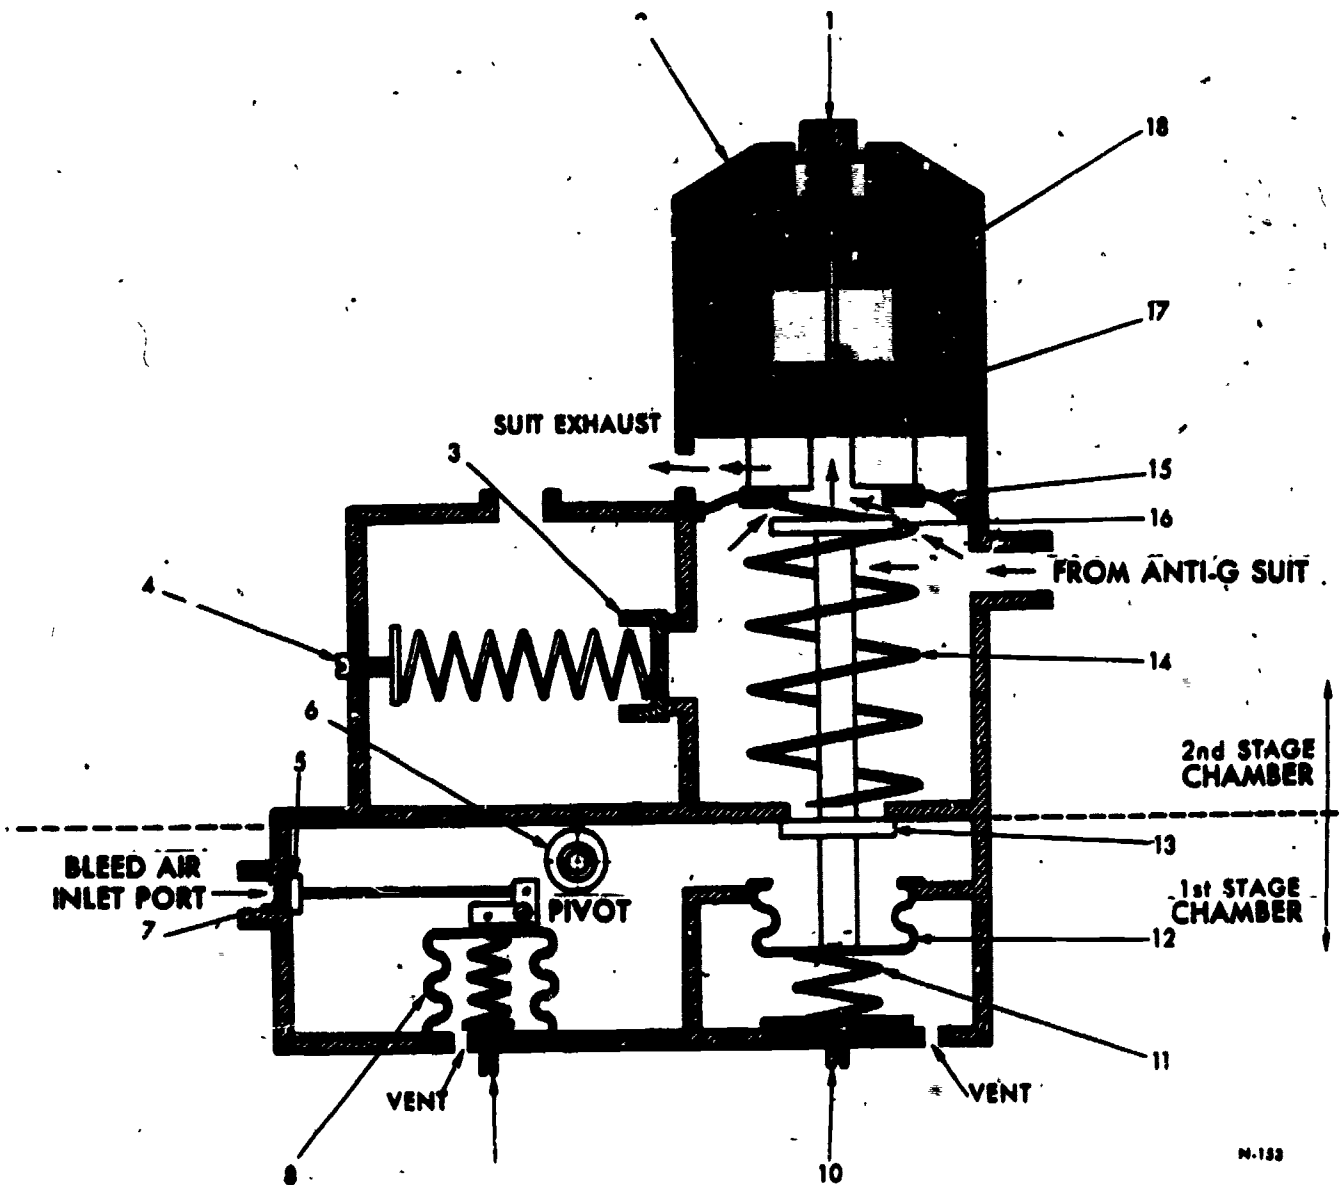 1
18
17
SUIT EXHAUST
3
15
16
FROM ANTI-G SUIT
4
14
6
2nd STAGE
CHAMBER
5
13
BLEED AIR
INLET PORT
PIVOT
1st STAGE
CHAMBER
7
12
11
VENT
VENT
8
10
N-153